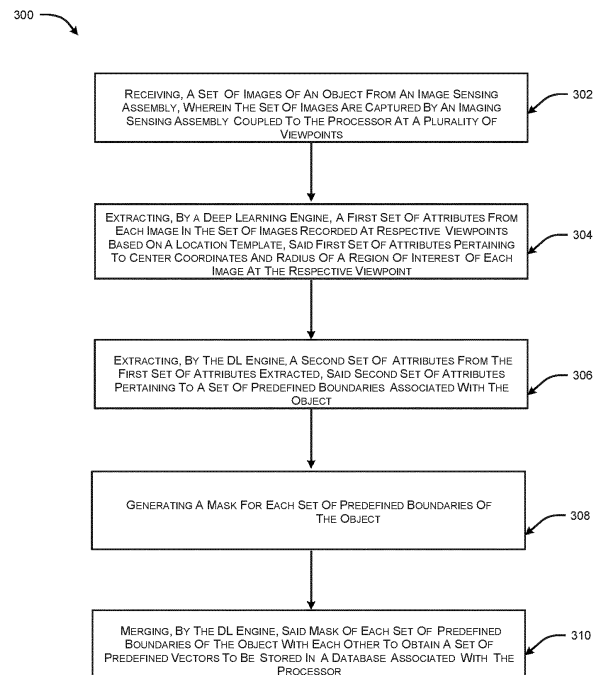 300
RECEIVING, A SET OF IMAGES OF AN OBJECT FROM AN IMAGE SENSING
ASSEMBLY, WHEREIN THE SET OF IMAGES ARE CAPTURED BY AN IMAGING
SENSING ASSEMBLY COUPLED TO THE PROCESSOR AT A PLURALITY OF
VIEWPOINTS
302
EXTRACTING, BY A DEEP LEARNING ENGINE, A FIRST SET OF ATTRIBUTES FROM
EACH IMAGE IN THE SET OF IMAGES RECORDED AT RESPECTIVE VIEWPOINTS
BASED ON A LOCATION TEMPLATE, SAID FIRST SET OF ATTRIBUTES PERTAINING
TO CENTER COORDINATES AND RADIUS OF A REGION OF INTEREST OF EACH
IMAGE AT THE RESPECTIVE VIEWPOINT
304
EXTRACTING, BY THE DL ENGINE, A SECOND SET OF ATTRIBUTES FROM THE
FIRST SET OF ATTRIBUTES EXTRACTED, SAID SECOND SET OF ATTRIBUTES
PERTAINING TO A SET OF PREDEFINED BOUNDARIES ASSOCIATED WITH THE
OBJECT
306
GENERATING A MASK FOR EACH SET OF PREDEFINED BOUNDARIES OF
THE OBJECT
308
MERGING, BY THE DL ENGINE, SAID MASK OF EACH SET OF PREDEFINED
BOUNDARIES OF THE OBJECT WITH EACH OTHER TO OBTAIN A SET OF
PREDEFINED VECTORS TO BE STORED IN A DATABASE ASSOCIATED WITH THE
PROCESSOR
310